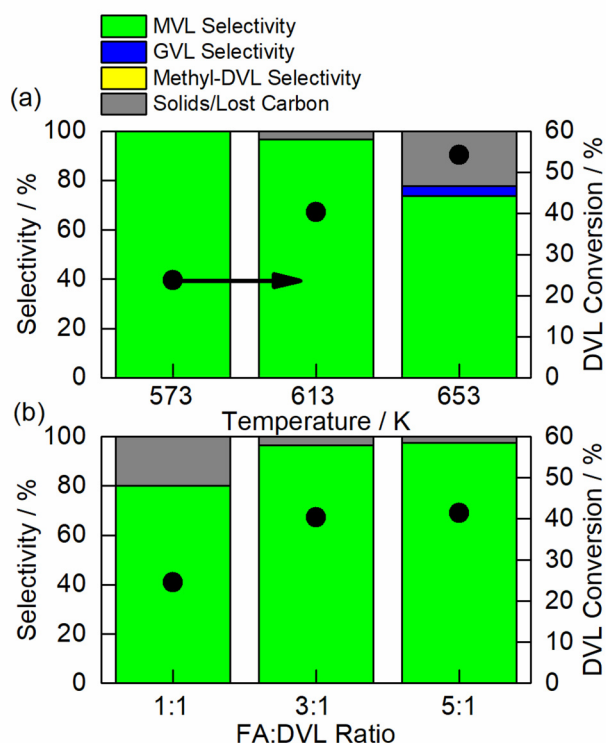 MVL Selectivity
GVL Selectivity
Methyl-DVL Selectivity
Solids/Lost Carbon
(a)
Selectivity / %
100
80
60
40
20
0
60
50
40
30
20
10
0
DVL Conversion / %
573 613 653
Temperature / K
(b)
Selectivity / %
100
80
60
40
20
0
60
50
40
30
20
10
0
DVL Conversion / %
1:1 3:1 5:1
FA:DVL Ratio